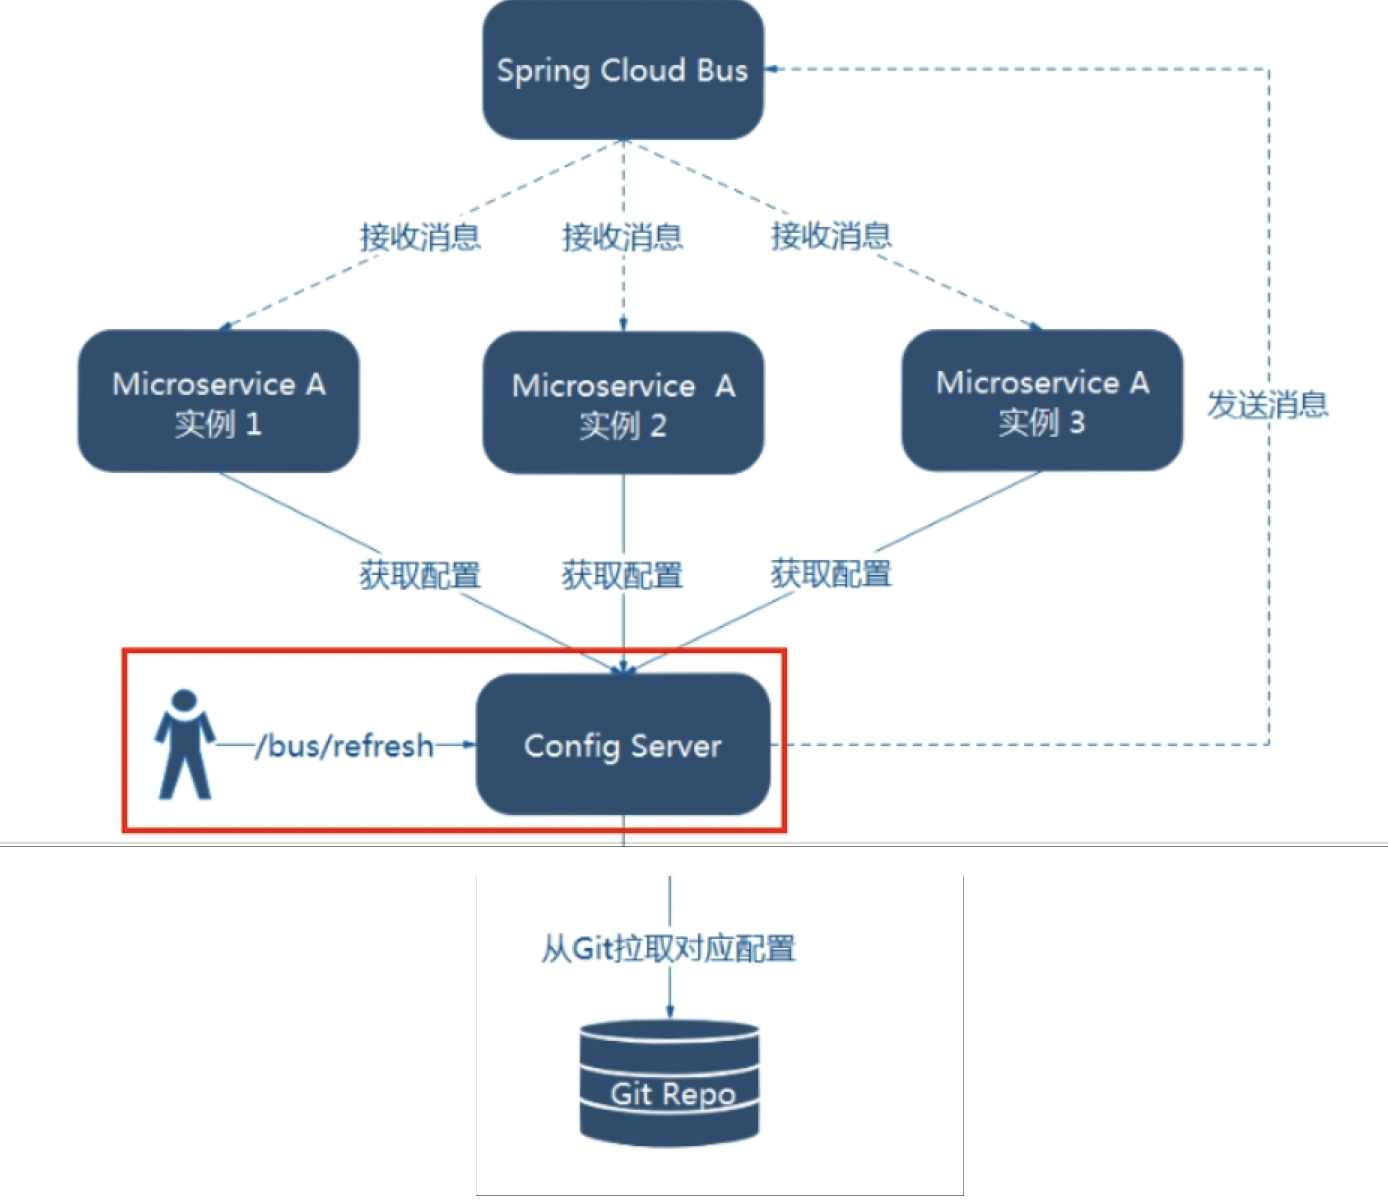 Spring Cloud Bus
接收消息
接收消息
接收消息
Microservice A
实例 1
Microservice A
实例 2
Microservice A
实例 3
发送消息
获取配置
获取配置
获取配置
/bus/refresh
Config Server
从Git拉取对应配置
Git Repo